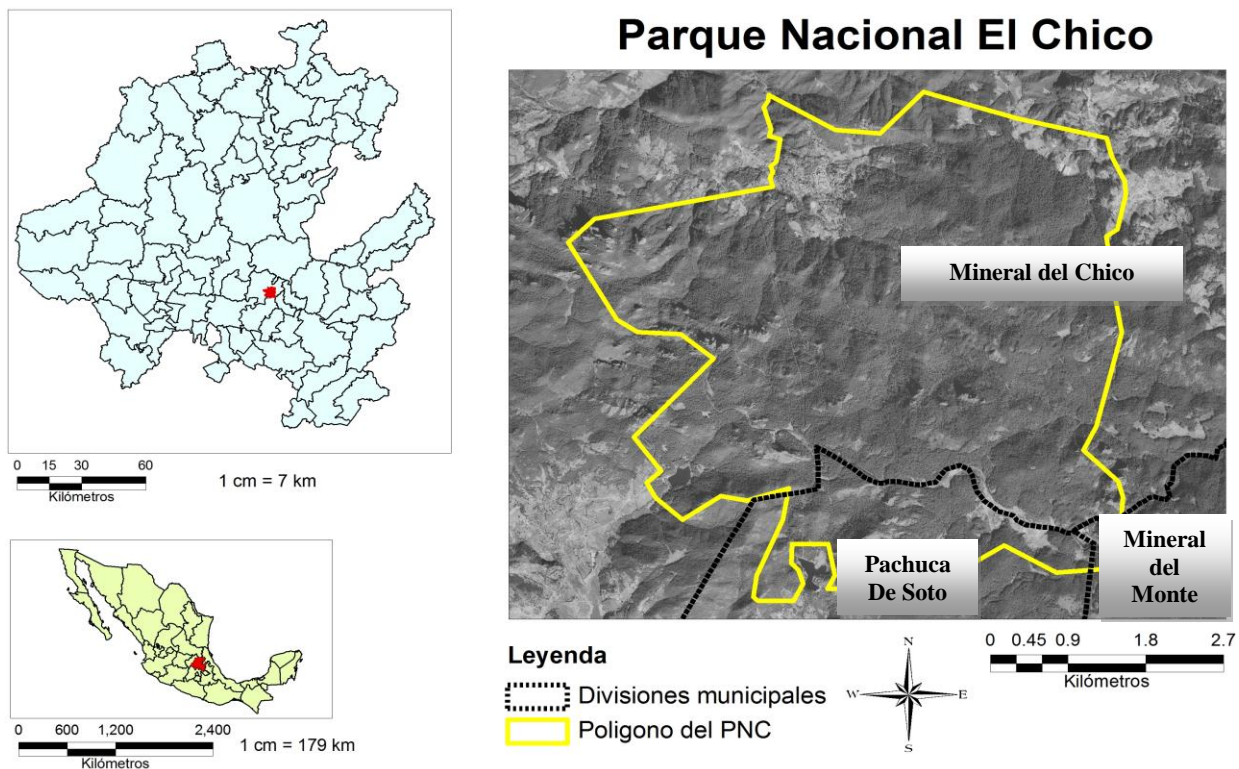 Parque Nacional El Chico
Mineral del Chico
Pachuca
De Soto
Mineral
del
Monte
0 15 30 60
Kilómetros
1 cm = 7 km
0 600 1,200 2,400
Kilómetros
1 cm = 179 km
Leyenda
Divisiones municipales
Poligono del PNC
N
W E
S
0 0.45 0.9 1.8 2.7
Kilómetros